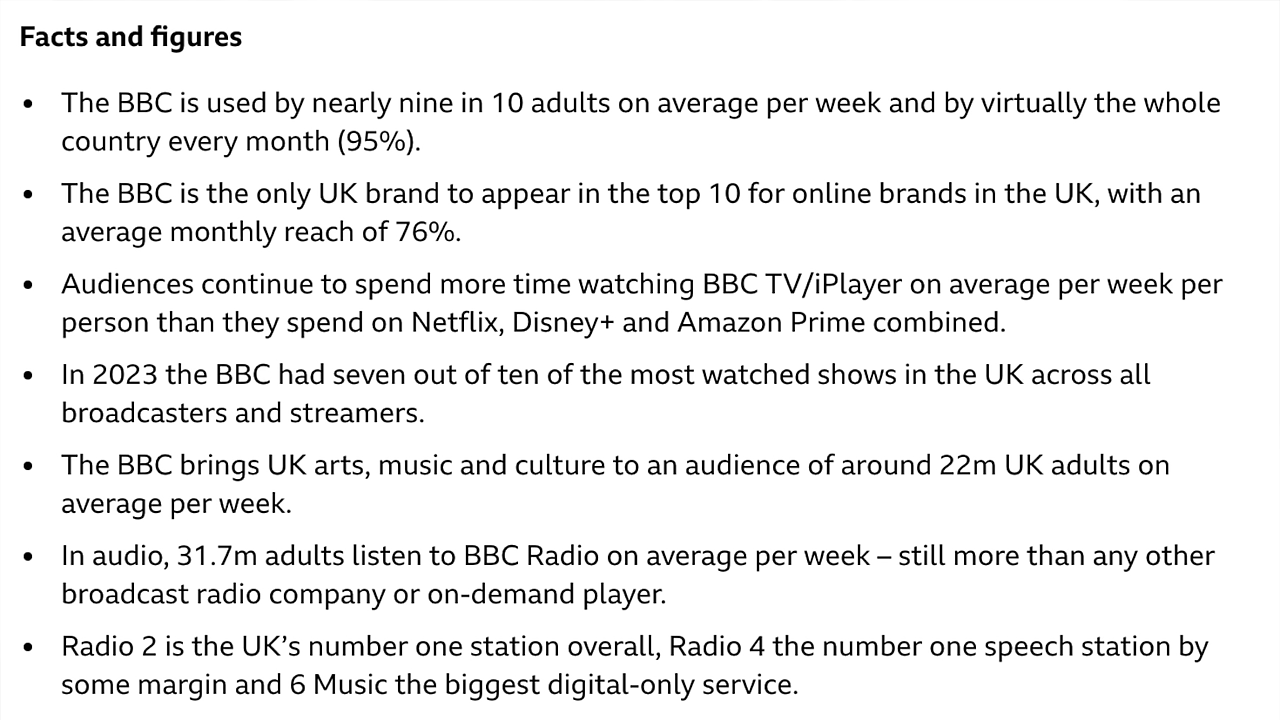 Facts and figures
• The BBC is used by nearly nine in 10 adults on average per week and by virtually the whole
country every month (95%).
• The BBC is the only UK brand to appear in the top 10 for online brands in the UK, with an
average monthly reach of 76%.
• Audiences continue to spend more time watching BBC TV/iPlayer on average per week per
person than they spend on Netflix, Disney+ and Amazon Prime combined.
• In 2023 the BBC had seven out of ten of the most watched shows in the UK across all
broadcasters and streamers.
• The BBC brings UK arts, music and culture to an audience of around 22m UK adults on
average per week.
• In audio, 31.7m adults listen to BBC Radio on average per week – still more than any other
broadcast radio company or on-demand player.
• Radio 2 is the UK’s number one station overall, Radio 4 the number one speech station by
some margin and 6 Music the biggest digital-only service.